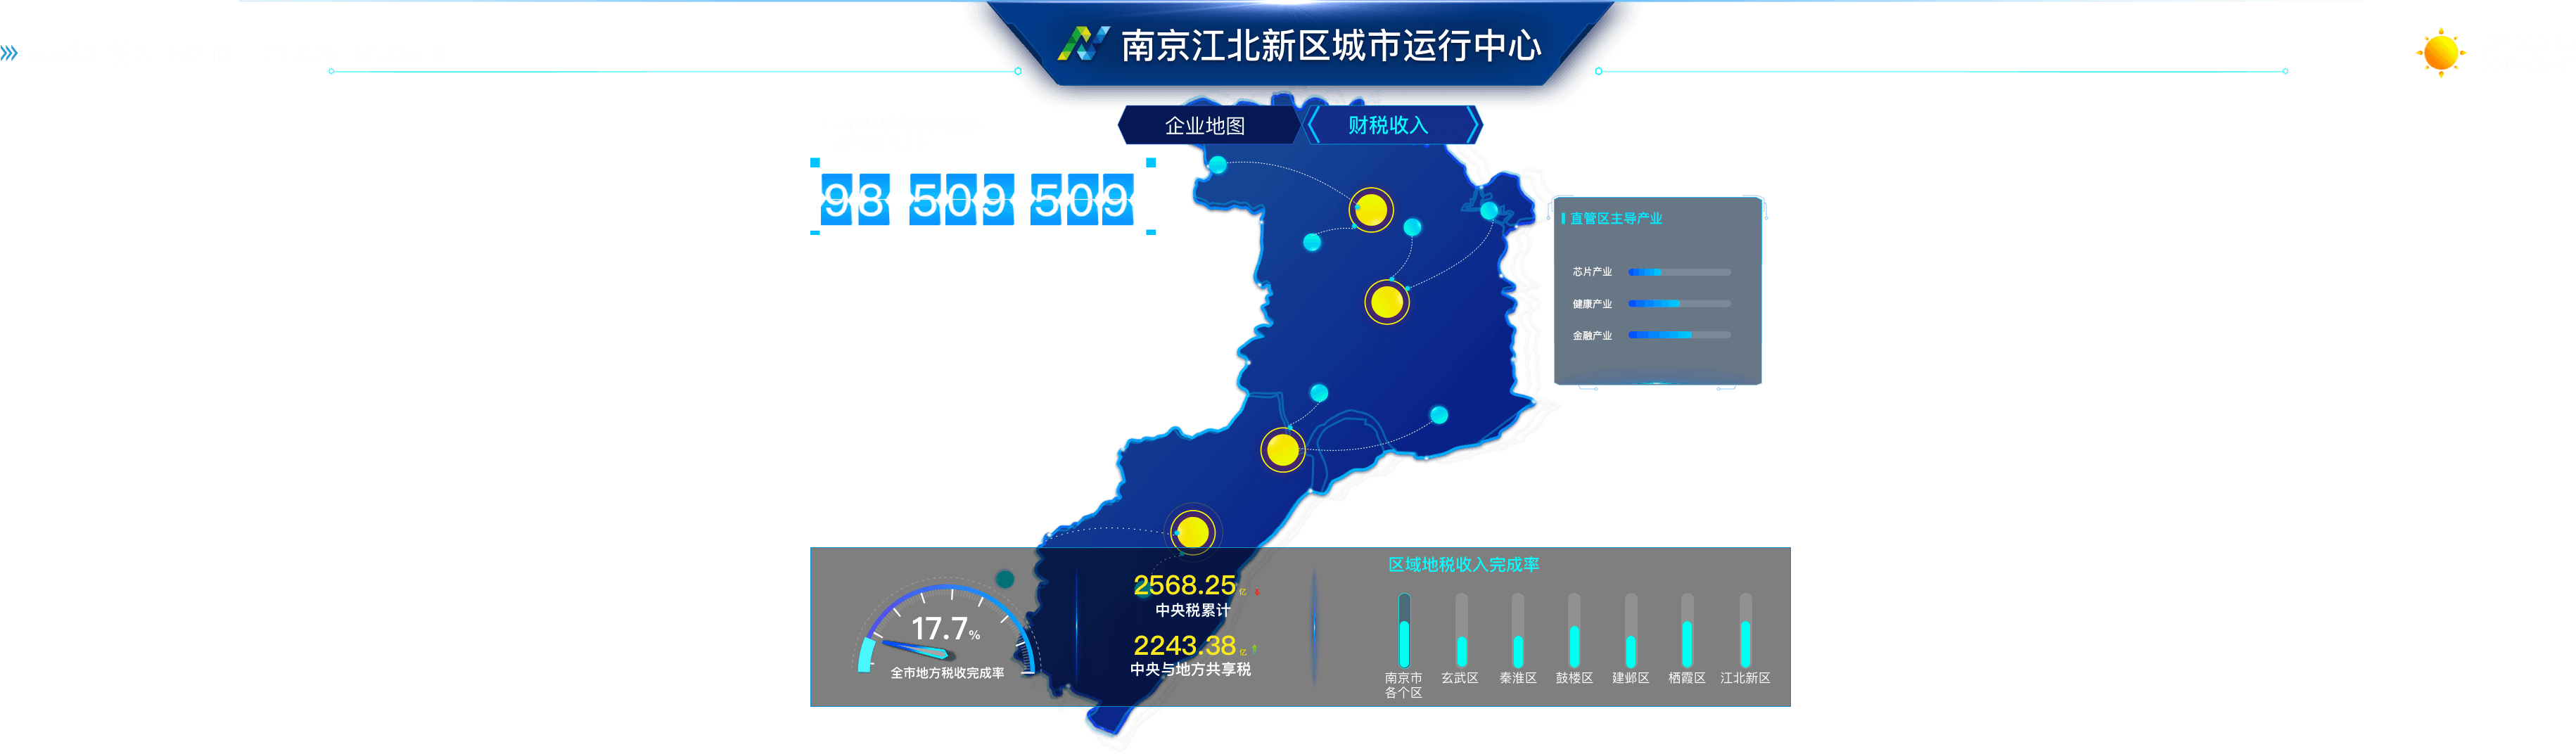 南京江北新区城市运行中心
企业地图
财税收入
98 509 509
直管区主导产业
芯片产业
健康产业
金融产业
2568.25亿
中央税累计
2243.38亿
中央与地方共享税
17.7%
全市地方税收完成率
区域地税收入完成率
南京市
各个区
玄武区
秦淮区
鼓楼区
建邺区
栖霞区
江北新区